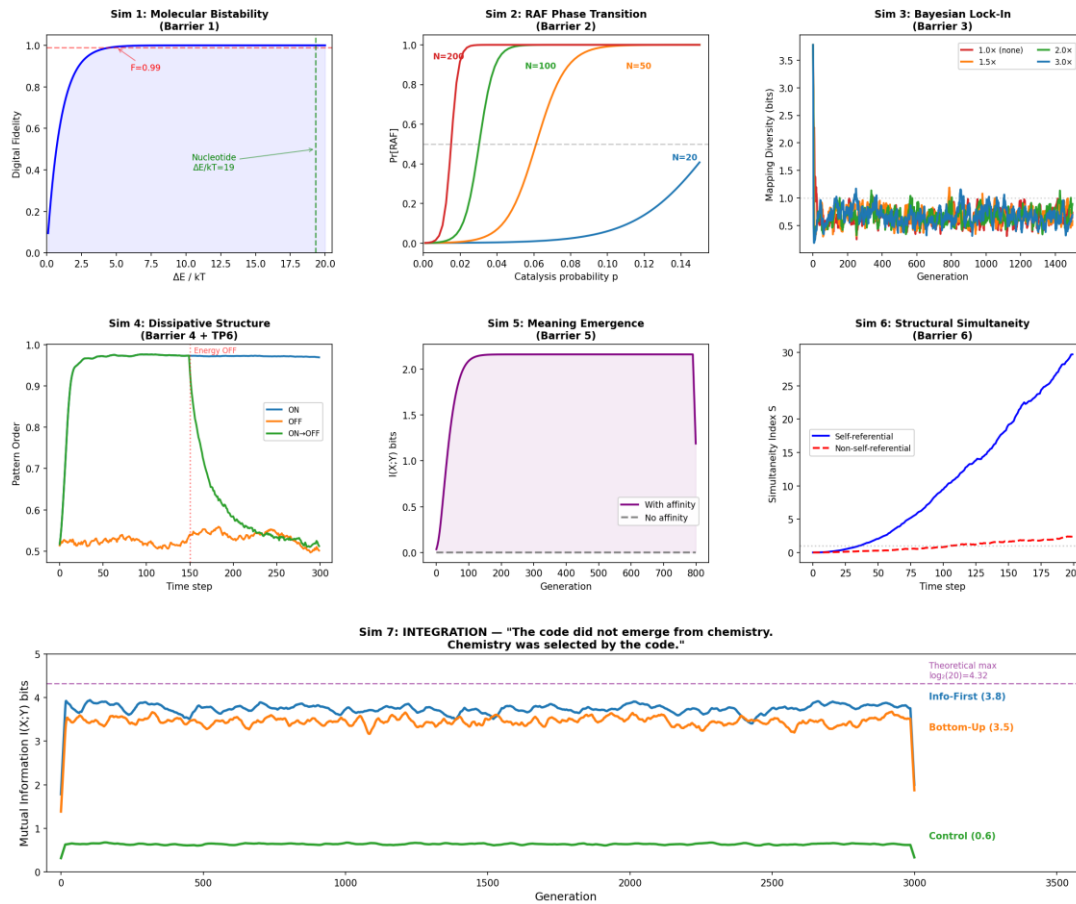 Sim 1: Molecular Bistability
(Barrier 1)
1.0
0.8
0.6
0.4
0.2
0.0
Digital Fidelity
F=0.99
Nucleotide
ΔE/kT=19
0.0 2.5 5.0 7.5 10.0 12.5 15.0 17.5 20.0
ΔE / kT
Sim 2: RAF Phase Transition
(Barrier 2)
1.0
0.8
0.6
0.4
0.2
0.0
Pr[RAF]
N=200
N=100
N=50
N=20
0.00 0.02 0.04 0.06 0.08 0.10 0.12 0.14
Catalysis probability p
Sim 3: Bayesian Lock-In
(Barrier 3)
3.5
3.0
2.5
2.0
1.5
1.0
0.5
Mapping Diversity (bits)
1.0× (none)
1.5×
2.0×
3.0×
0 200 400 600 800 1000 1200 1400
Generation
Sim 4: Dissipative Structure
(Barrier 4 + TP6)
1.0
0.9
0.8
0.7
0.6
0.5
Pattern Order
Energy OFF
ON
OFF
ON→OFF
0 50 100 150 200 250 300
Time step
Sim 5: Meaning Emergence
(Barrier 5)
2.0
1.5
1.0
0.5
0.0
I(X;Y) bits
With affinity
No affinity
0 100 200 300 400 500 600 700 800
Generation
Sim 6: Structural Simultaneity
(Barrier 6)
30
25
20
15
10
5
0
Simultaneity Index S
Self-referential
Non-self-referential
0 25 50 75 100 125 150 175 200
Time step
Sim 7: INTEGRATION — "The code did not emerge from chemistry.
Chemistry was selected by the code."
5
4
3
2
1
0
Mutual Information I(X;Y) bits
Theoretical max
log₂(20)=4.32
Info-First (3.8)
Bottom-Up (3.5)
Control (0.6)
0 500 1000 1500 2000 2500 3000 3500
Generation